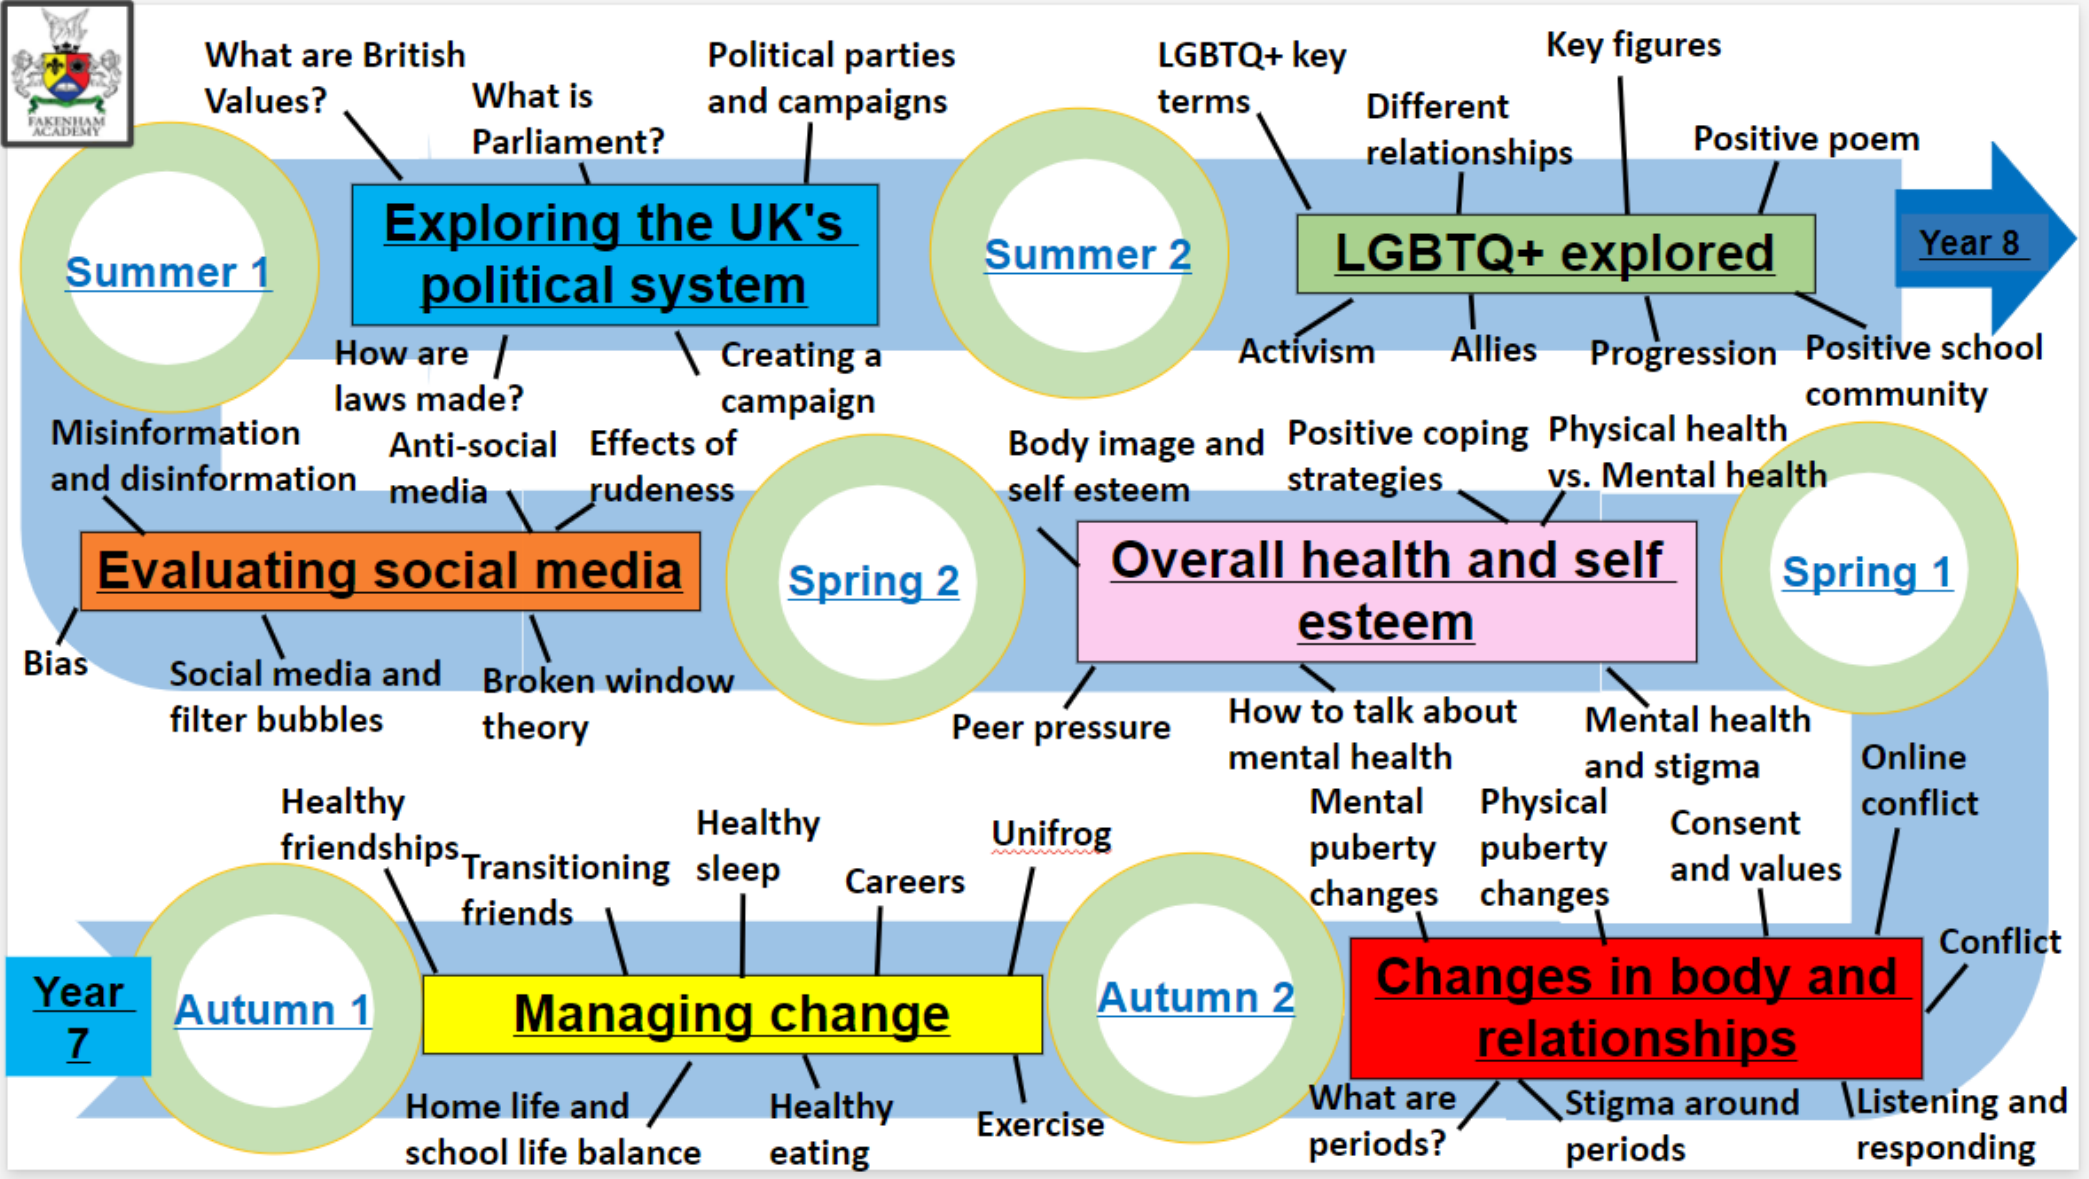 FAKENHAM
ACADEMY
What are British
Values?
What is
Parliament?
Political parties
and campaigns
LGBTQ+ key
terms
Different
relationships
Key figures
Positive poem
Summer 1
Exploring the UK's
political system
Summer 2
LGBTQ+ explored
Year 8
How are
laws made?
Creating a
campaign
Activism
Allies
Progression
Positive school
community
Misinformation
and disinformation
Anti-social
media
Effects of
rudeness
Body image and
self esteem
Positive coping
strategies
Physical health
vs. Mental health
Evaluating social media
Spring 2
Overall health and self
esteem
Spring 1
Bias
Social media and
filter bubbles
Broken window
theory
Peer pressure
How to talk about
mental health
Mental health
and stigma
Online
conflict
Healthy
friendships
Transitioning
friends
Healthy
sleep
Careers
Unifrog
Mental
puberty
changes
Physical
puberty
changes
Consent
and values
Conflict
Year
7
Autumn 1
Managing change
Autumn 2
Changes in body and
relationships
Home life and
school life balance
Healthy
eating
Exercise
What are
periods?
Stigma around
periods
Listening and
responding